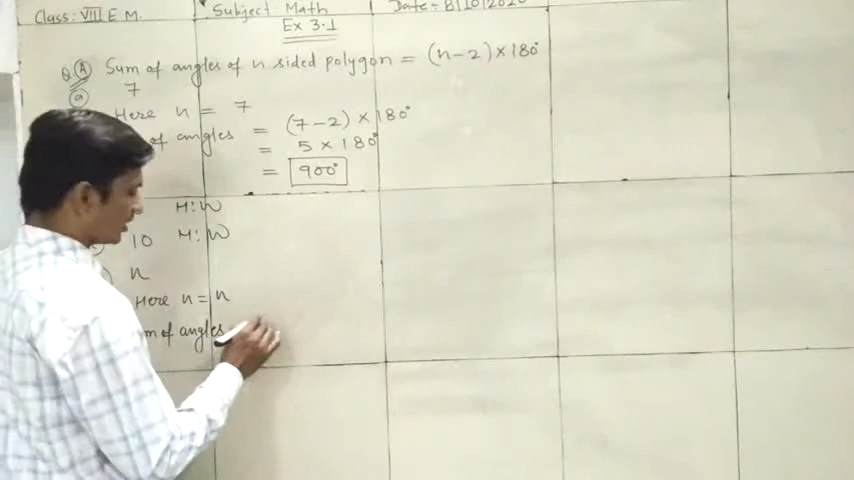 Class: VIII E M. Subject Math Date:- 8/10/2020
Ex 3.1
Q. A Sum of angles of n sided polygon = (n-2)×180°
a 7
Here n = 7
of angles = (7-2)×180°
= 5×180°
= 900°
H:W
10 H:W
n
Here n = n
m of angles